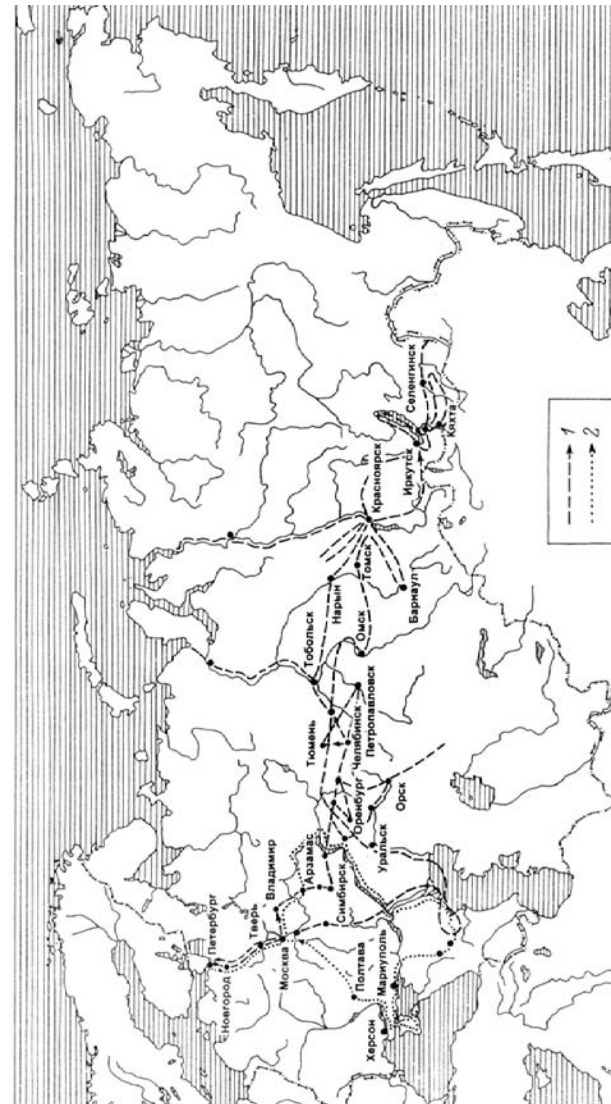 Петербург
Новгород
Тверь
Москва
Владимир
Арзамас
Симбирск
Полтава
Херсон
Мариуполь
Уральск
Оренбург
Орск
Челябинск
Петропавловск
Тюмень
Тобольск
Омск
Нарын
Томск
Барнаул
Красноярск
Иркутск
Селенгинск
Кяхта
1
2